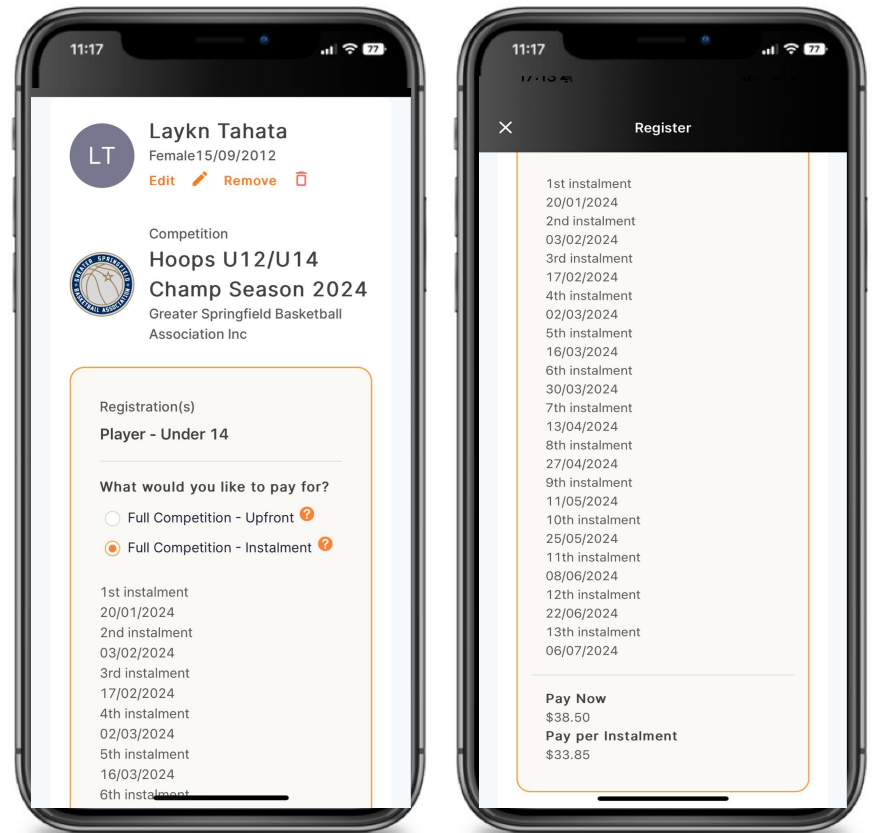 11:17
77
LT
Laykn Tahata
Female15/09/2012
Edit
Remove
Competition
GREATER SPRINGFIELD
BASKETBALL ASSOCIATION
Hoops U12/U14
Champ Season 2024
Greater Springfield Basketball
Association Inc
Registration(s)
Player - Under 14
What would you like to pay for?
Full Competition - Upfront ?
Full Competition - Instalment ?
1st instalment
20/01/2024
2nd instalment
03/02/2024
3rd instalment
17/02/2024
4th instalment
02/03/2024
5th instalment
16/03/2024
6th instalment
11:17
77
Register
1st instalment
20/01/2024
2nd instalment
03/02/2024
3rd instalment
17/02/2024
4th instalment
02/03/2024
5th instalment
16/03/2024
6th instalment
30/03/2024
7th instalment
13/04/2024
8th instalment
27/04/2024
9th instalment
11/05/2024
10th instalment
25/05/2024
11th instalment
08/06/2024
12th instalment
22/06/2024
13th instalment
06/07/2024
Pay Now
$38.50
Pay per Instalment
$33.85